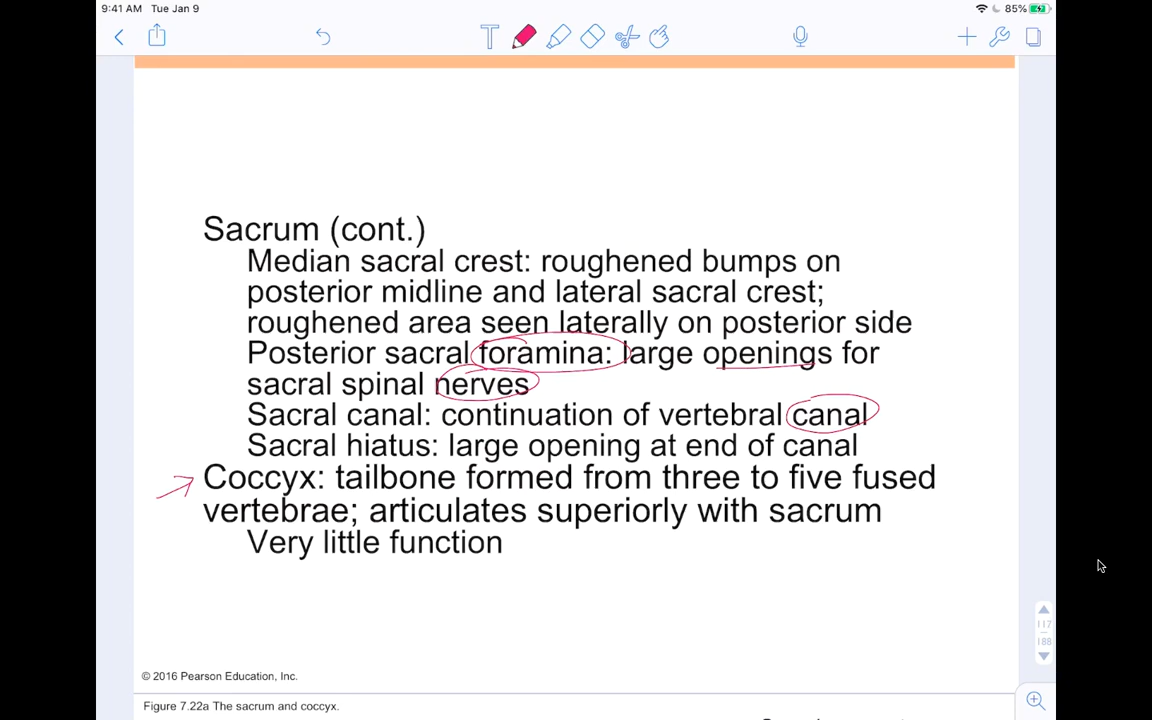 9:41 AM Tue Jan 9
85%
T
Sacrum (cont.)
Median sacral crest: roughened bumps on
posterior midline and lateral sacral crest;
roughened area seen laterally on posterior side
Posterior sacral foramina: large openings for
sacral spinal nerves
Sacral canal: continuation of vertebral canal
Sacral hiatus: large opening at end of canal
Coccyx: tailbone formed from three to five fused
vertebrae; articulates superiorly with sacrum
Very little function
117
188
© 2016 Pearson Education, Inc.
Figure 7.22a The sacrum and coccyx.